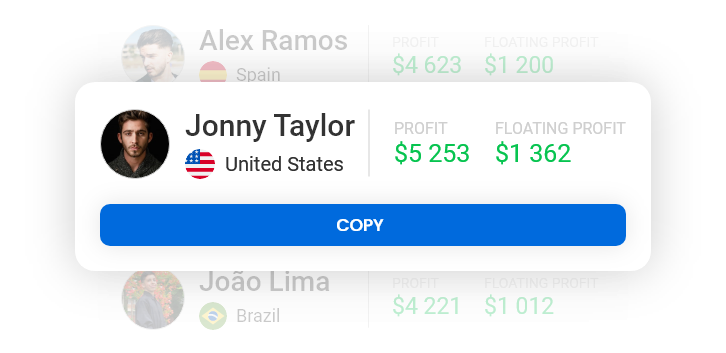 Alex Ramos
Spain
PROFIT
$4 623
FLOATING PROFIT
$1 200
Jonny Taylor
United States
PROFIT
$5 253
FLOATING PROFIT
$1 362
COPY
João Lima
Brazil
PROFIT
$4 221
FLOATING PROFIT
$1 012